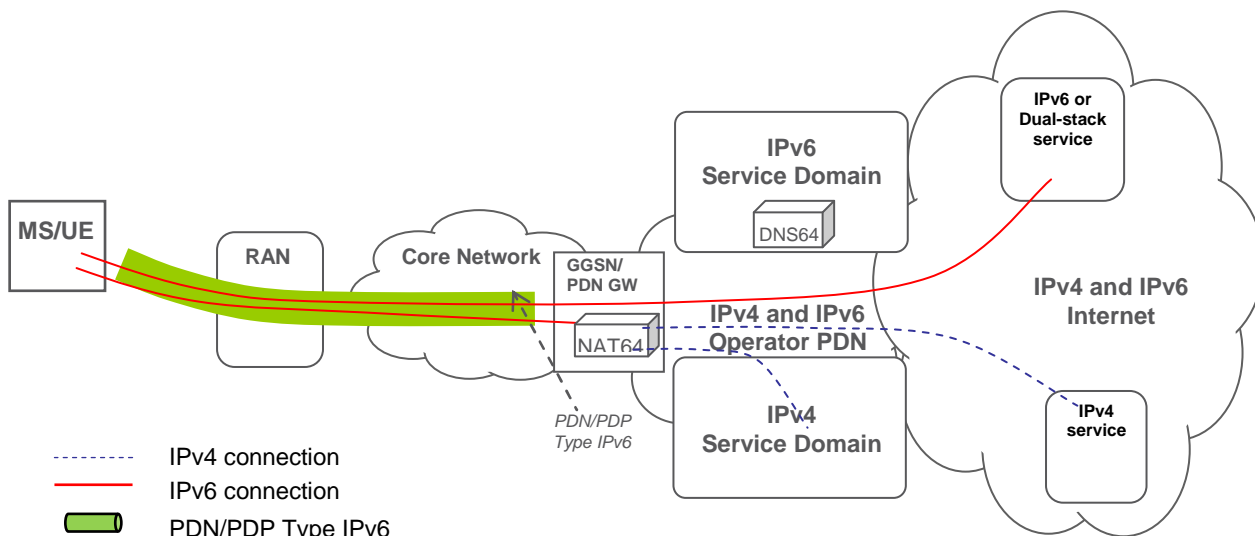 IPv6 or
Dual-stack
service
IPv6
Service Domain
DNS64
MS/UE
RAN
Core Network
GGSN/
PDN GW
NAT64
IPv4 and IPv6
Operator PDN
IPv4 and IPv6
Internet
PDN/PDP
Type IPv6
IPv4
Service Domain
IPv4
service
IPv4 connection
IPv6 connection
PDN/PDP Type IPv6